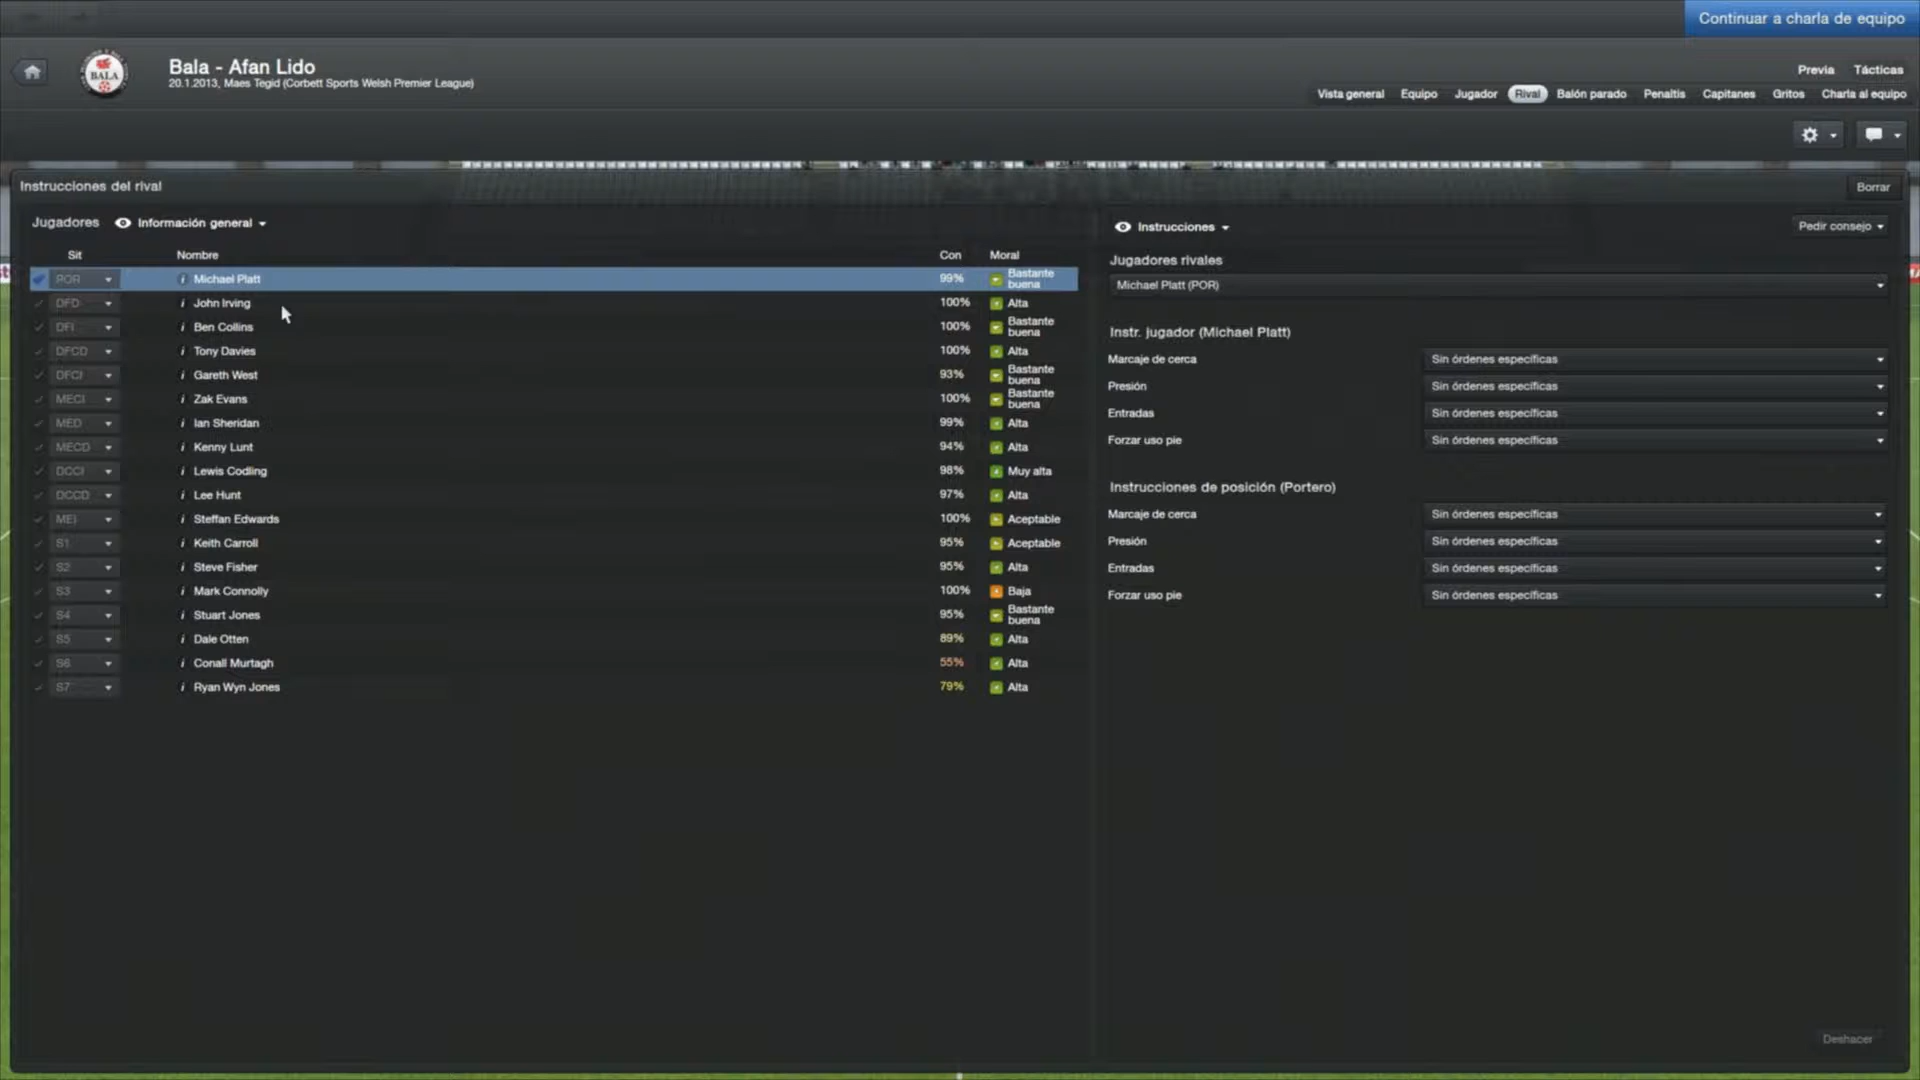 Continuar a charla de equipo
BALA
Bala - Afan Lido
20.1.2013, Maes Tegid (Corbett Sports Welsh Premier League)
Previa Tácticas
Vista general Equipo Jugador Rival Balón parado Penaltis Capitanes Gritos Charla al equipo
Instrucciones del rival
Borrar
Jugadores Información general
Instrucciones
Pedir consejo
Sit Nombre Con Moral
POR i Michael Platt 99% Bastante buena
DFD i John Irving 100% Alta
DFI i Ben Collins 100% Bastante buena
DFCD i Tony Davies 100% Alta
DFCI i Gareth West 93% Bastante buena
MECI i Zak Evans 100% Bastante buena
MED i Ian Sheridan 99% Alta
MECD i Kenny Lunt 94% Alta
DCCI i Lewis Codling 98% Muy alta
DCCD i Lee Hunt 97% Alta
MEI i Steffan Edwards 100% Aceptable
S1 i Keith Carroll 95% Aceptable
S2 i Steve Fisher 95% Alta
S3 i Mark Connolly 100% Baja
S4 i Stuart Jones 95% Bastante buena
S5 i Dale Otten 89% Alta
S6 i Conall Murtagh 55% Alta
S7 i Ryan Wyn Jones 79% Alta
Jugadores rivales
Michael Platt (POR)
Instr. jugador (Michael Platt)
Marcaje de cerca Sin órdenes específicas
Presión Sin órdenes específicas
Entradas Sin órdenes específicas
Forzar uso pie Sin órdenes específicas
Instrucciones de posición (Portero)
Marcaje de cerca Sin órdenes específicas
Presión Sin órdenes específicas
Entradas Sin órdenes específicas
Forzar uso pie Sin órdenes específicas
Deshacer